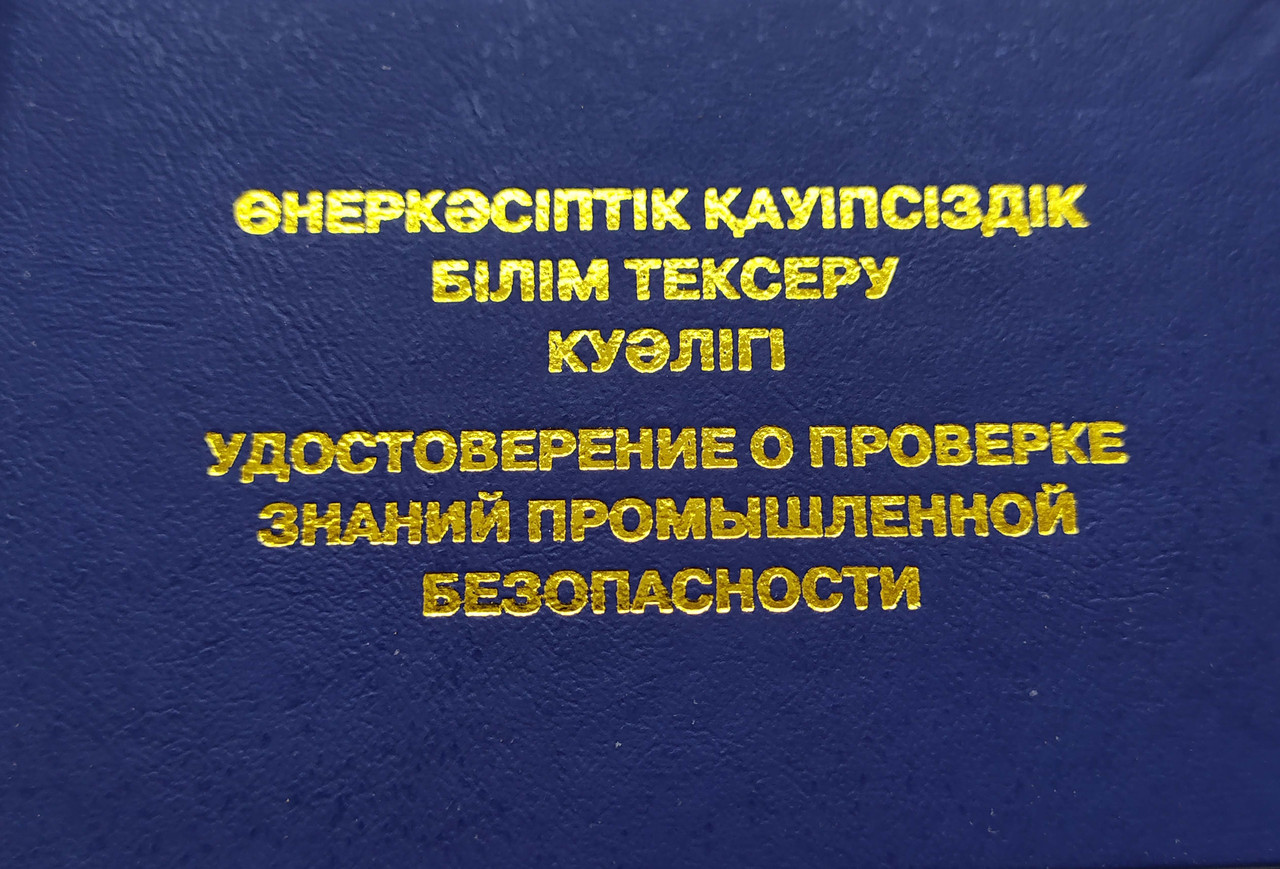 ӨНЕРКӘСІПТІК ҚАУІПСІЗДІК
БІЛІМ ТЕКСЕРУ
КУӘЛІГІ
УДОСТОВЕРЕНИЕ О ПРОВЕРКЕ
ЗНАНИЙ ПРОМЫШЛЕННОЙ
БЕЗОПАСНОСТИ